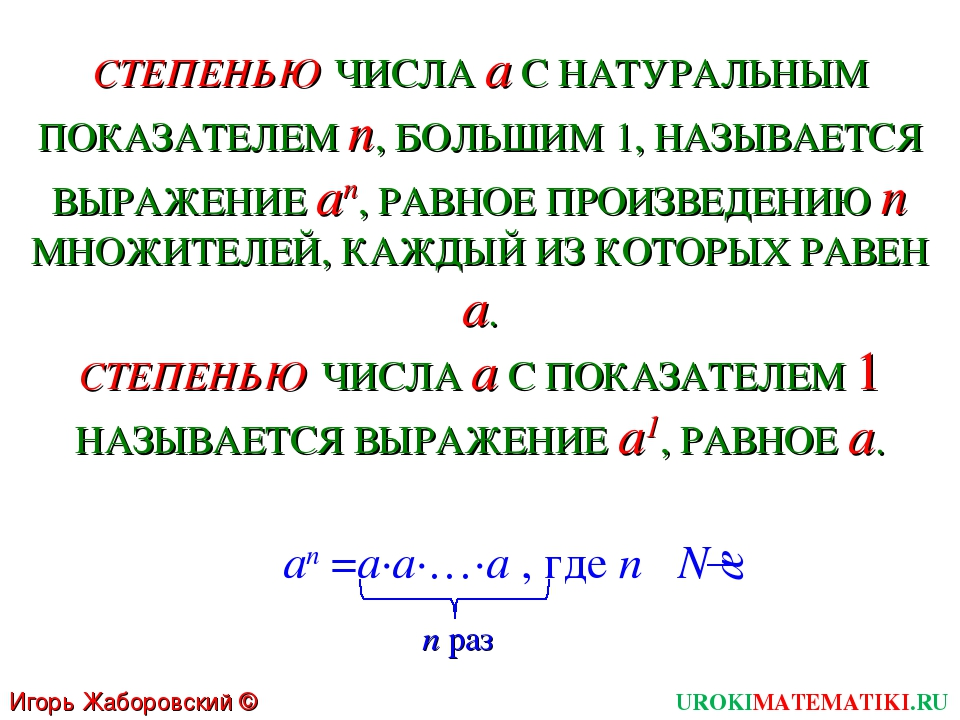 СТЕПЕНЬЮ ЧИСЛА a С НАТУРАЛЬНЫМ
ПОКАЗАТЕЛЕМ n, БОЛЬШИМ 1, НАЗЫВАЕТСЯ
ВЫРАЖЕНИЕ aⁿ, РАВНОЕ ПРОИЗВЕДЕНИЮ n
МНОЖИТЕЛЕЙ, КАЖДЫЙ ИЗ КОТОРЫХ РАВЕН
a.
СТЕПЕНЬЮ ЧИСЛА a С ПОКАЗАТЕЛЕМ 1
НАЗЫВАЕТСЯ ВЫРАЖЕНИЕ a¹, РАВНОЕ a.
aⁿ =a·a·…·a , где n N
n раз
Игорь Жаборовский © UROKIMATEMATIKI.RU